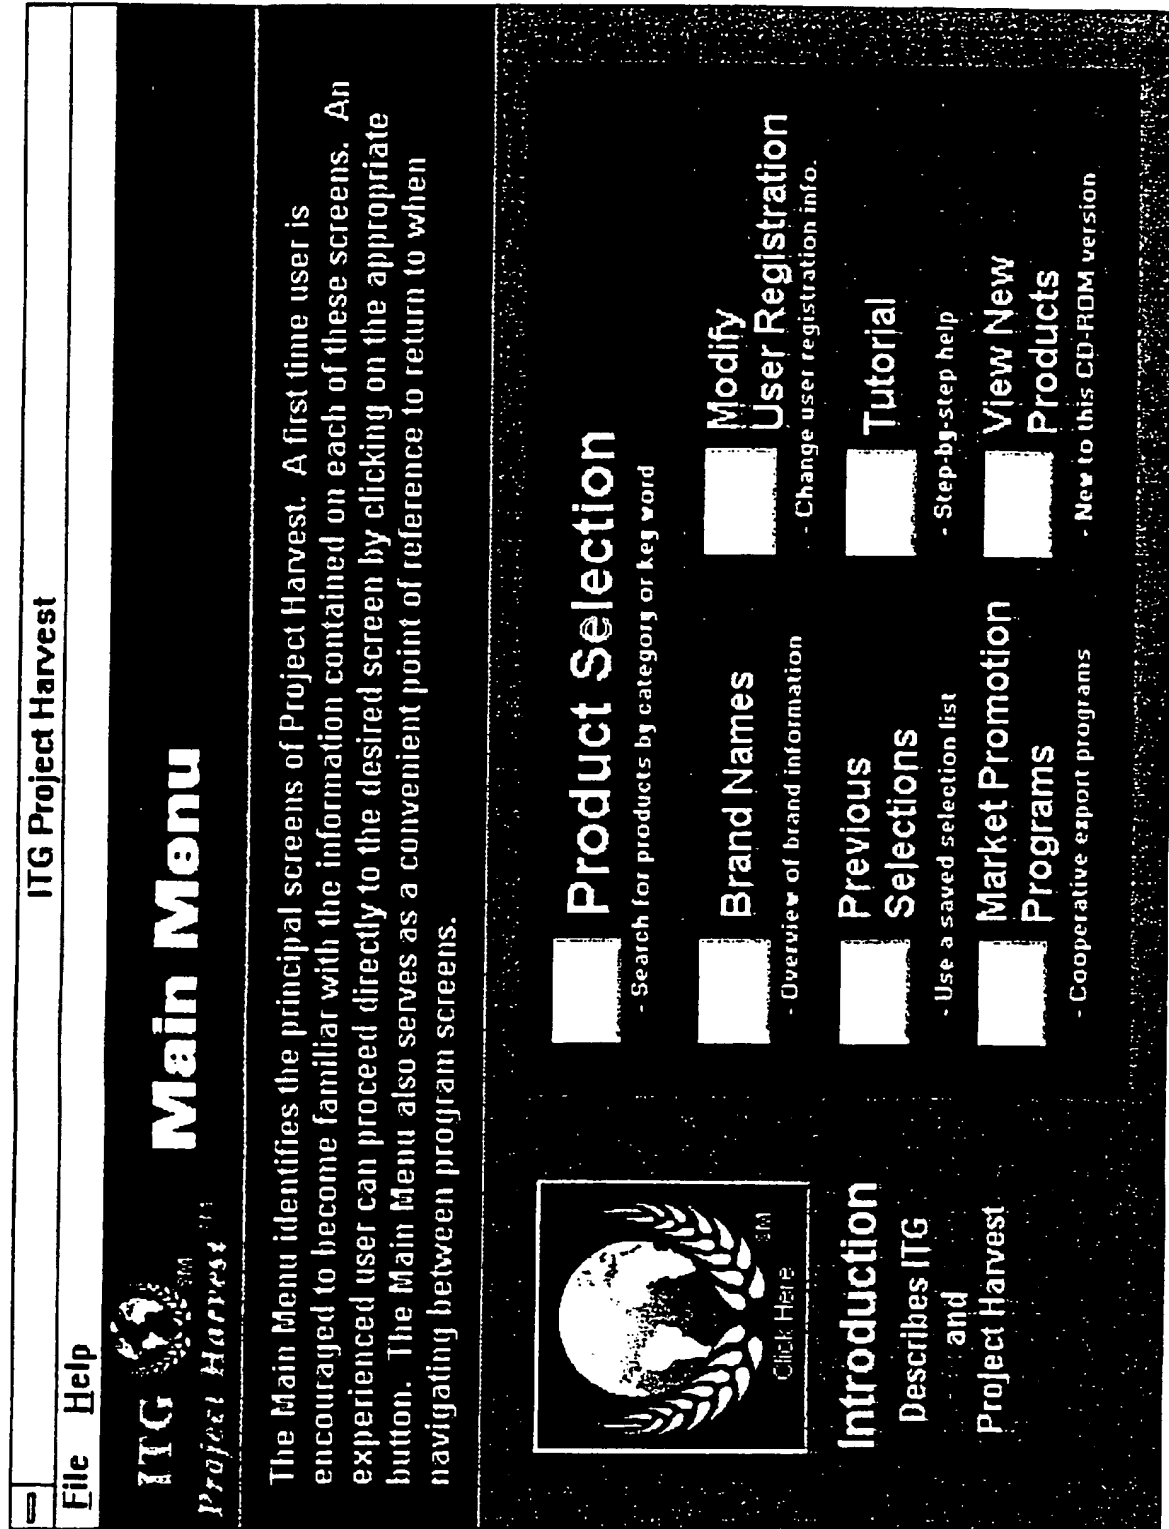 ITG Project Harvest
File Help
ITG SM
Project Harvest
Main Menu
The Main Menu identifies the principal screens of Project Harvest. A first time user is
encouraged to become familiar with the information contained on each of these screens. An
experienced user can proceed directly to the desired screen by clicking on the appropriate
button. The Main Menu also serves as a convenient point of reference to return to when
navigating between program screens.
Click Here SM
Introduction
Describes ITG
and
Project Harvest
Product Selection
- Search for products by category or key word
Brand Names
- Overview of brand information
Previous
Selections
- Use a saved selection list
Market Promotion
Programs
- Cooperative export programs
Modify
User Registration
- Change user registration info.
Tutorial
- Step-by-step help
View New
Products
- New to this CD-ROM version